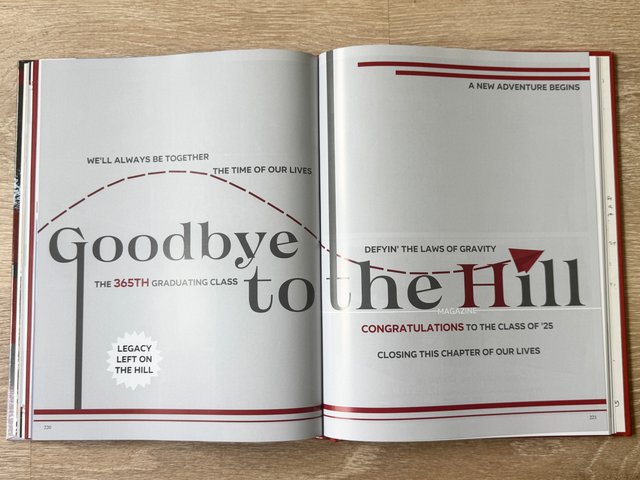 WE'LL ALWAYS BE TOGETHER
THE TIME OF OUR LIVES
Goodbye
THE 365TH GRADUATING CLASS
LEGACY
LEFT ON
THE HILL
220
A NEW ADVENTURE BEGINS
DEFYIN' THE LAWS OF GRAVITY
to the Hill
MAGAZINE
CONGRATULATIONS TO THE CLASS OF '25
CLOSING THIS CHAPTER OF OUR LIVES
221